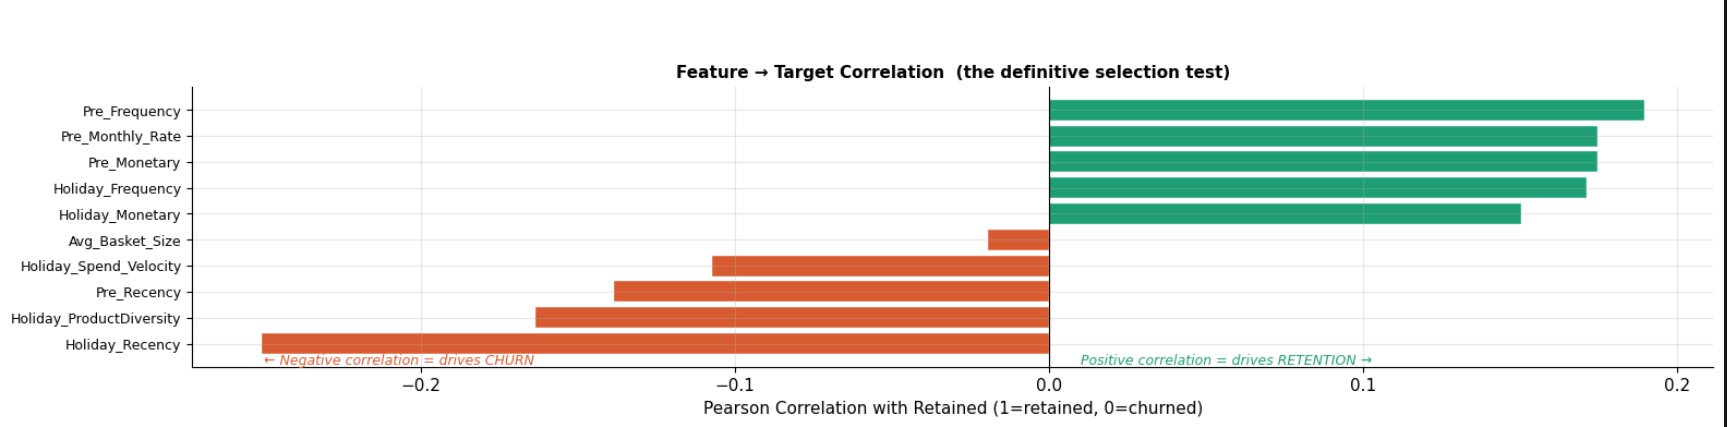 Feature → Target Correlation  (the definitive selection test)
Pre_Frequency
Pre_Monthly_Rate
Pre_Monetary
Holiday_Frequency
Holiday_Monetary
Avg_Basket_Size
Holiday_Spend_Velocity
Pre_Recency
Holiday_ProductDiversity
Holiday_Recency
← Negative correlation = drives CHURN
Positive correlation = drives RETENTION →
−0.2
−0.1
0.0
0.1
0.2
Pearson Correlation with Retained (1=retained, 0=churned)